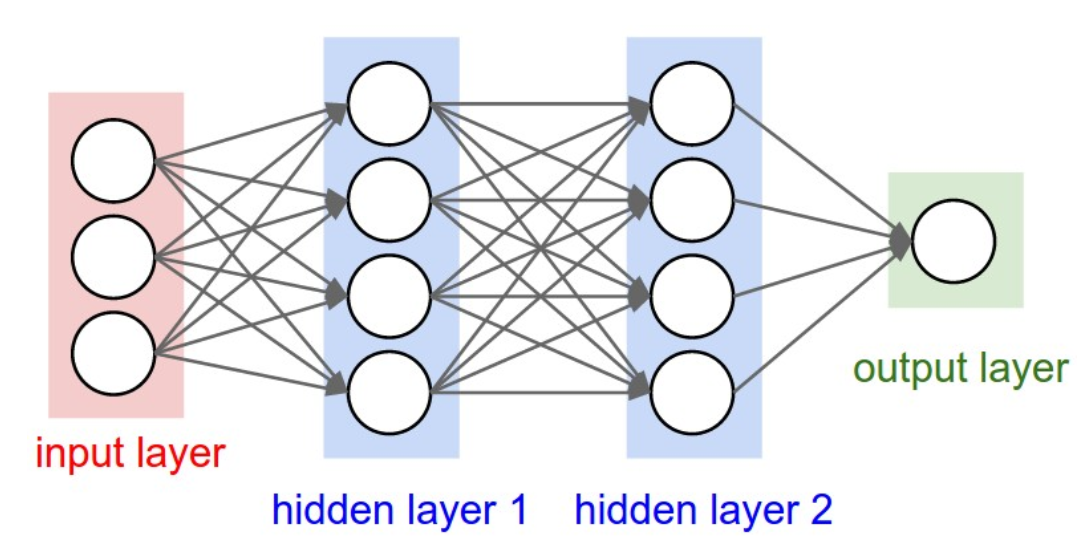 input layer
hidden layer 1
hidden layer 2
output layer